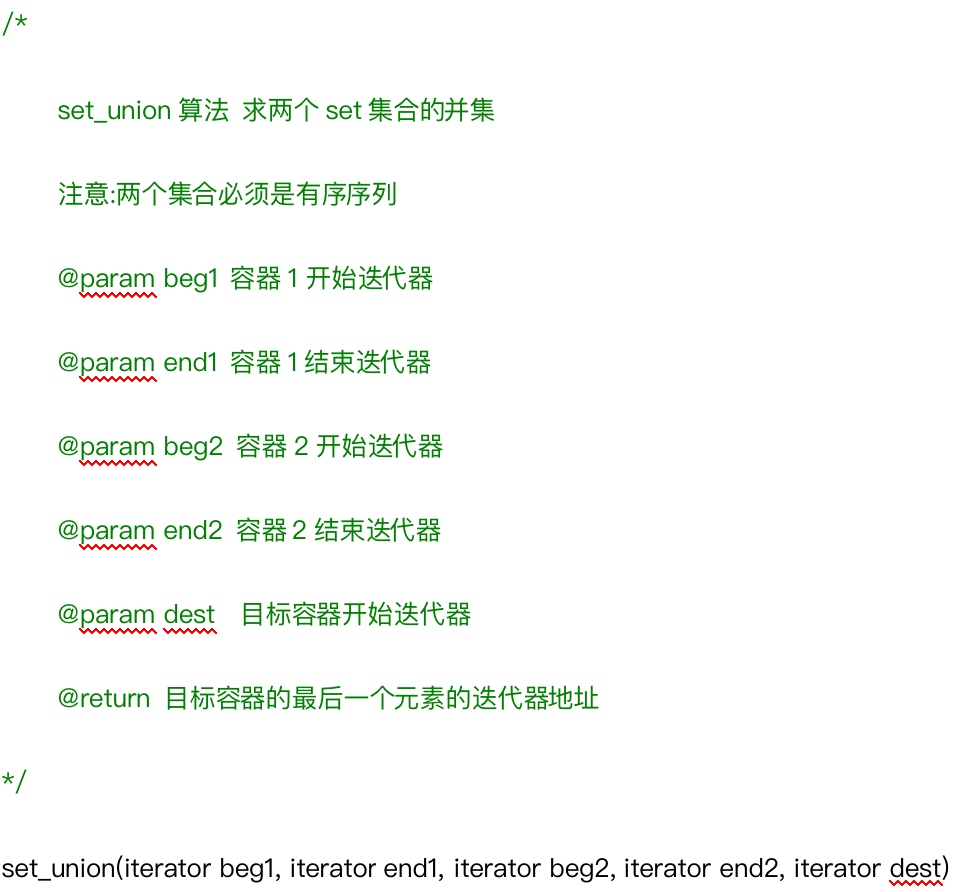 /*
set_union 算法 求两个 set 集合的并集
注意:两个集合必须是有序序列
@param beg1 容器 1 开始迭代器
@param end1 容器 1 结束迭代器
@param beg2 容器 2 开始迭代器
@param end2 容器 2 结束迭代器
@param dest 目标容器开始迭代器
@return 目标容器的最后一个元素的迭代器地址
*/
set_union(iterator beg1, iterator end1, iterator beg2, iterator end2, iterator dest)